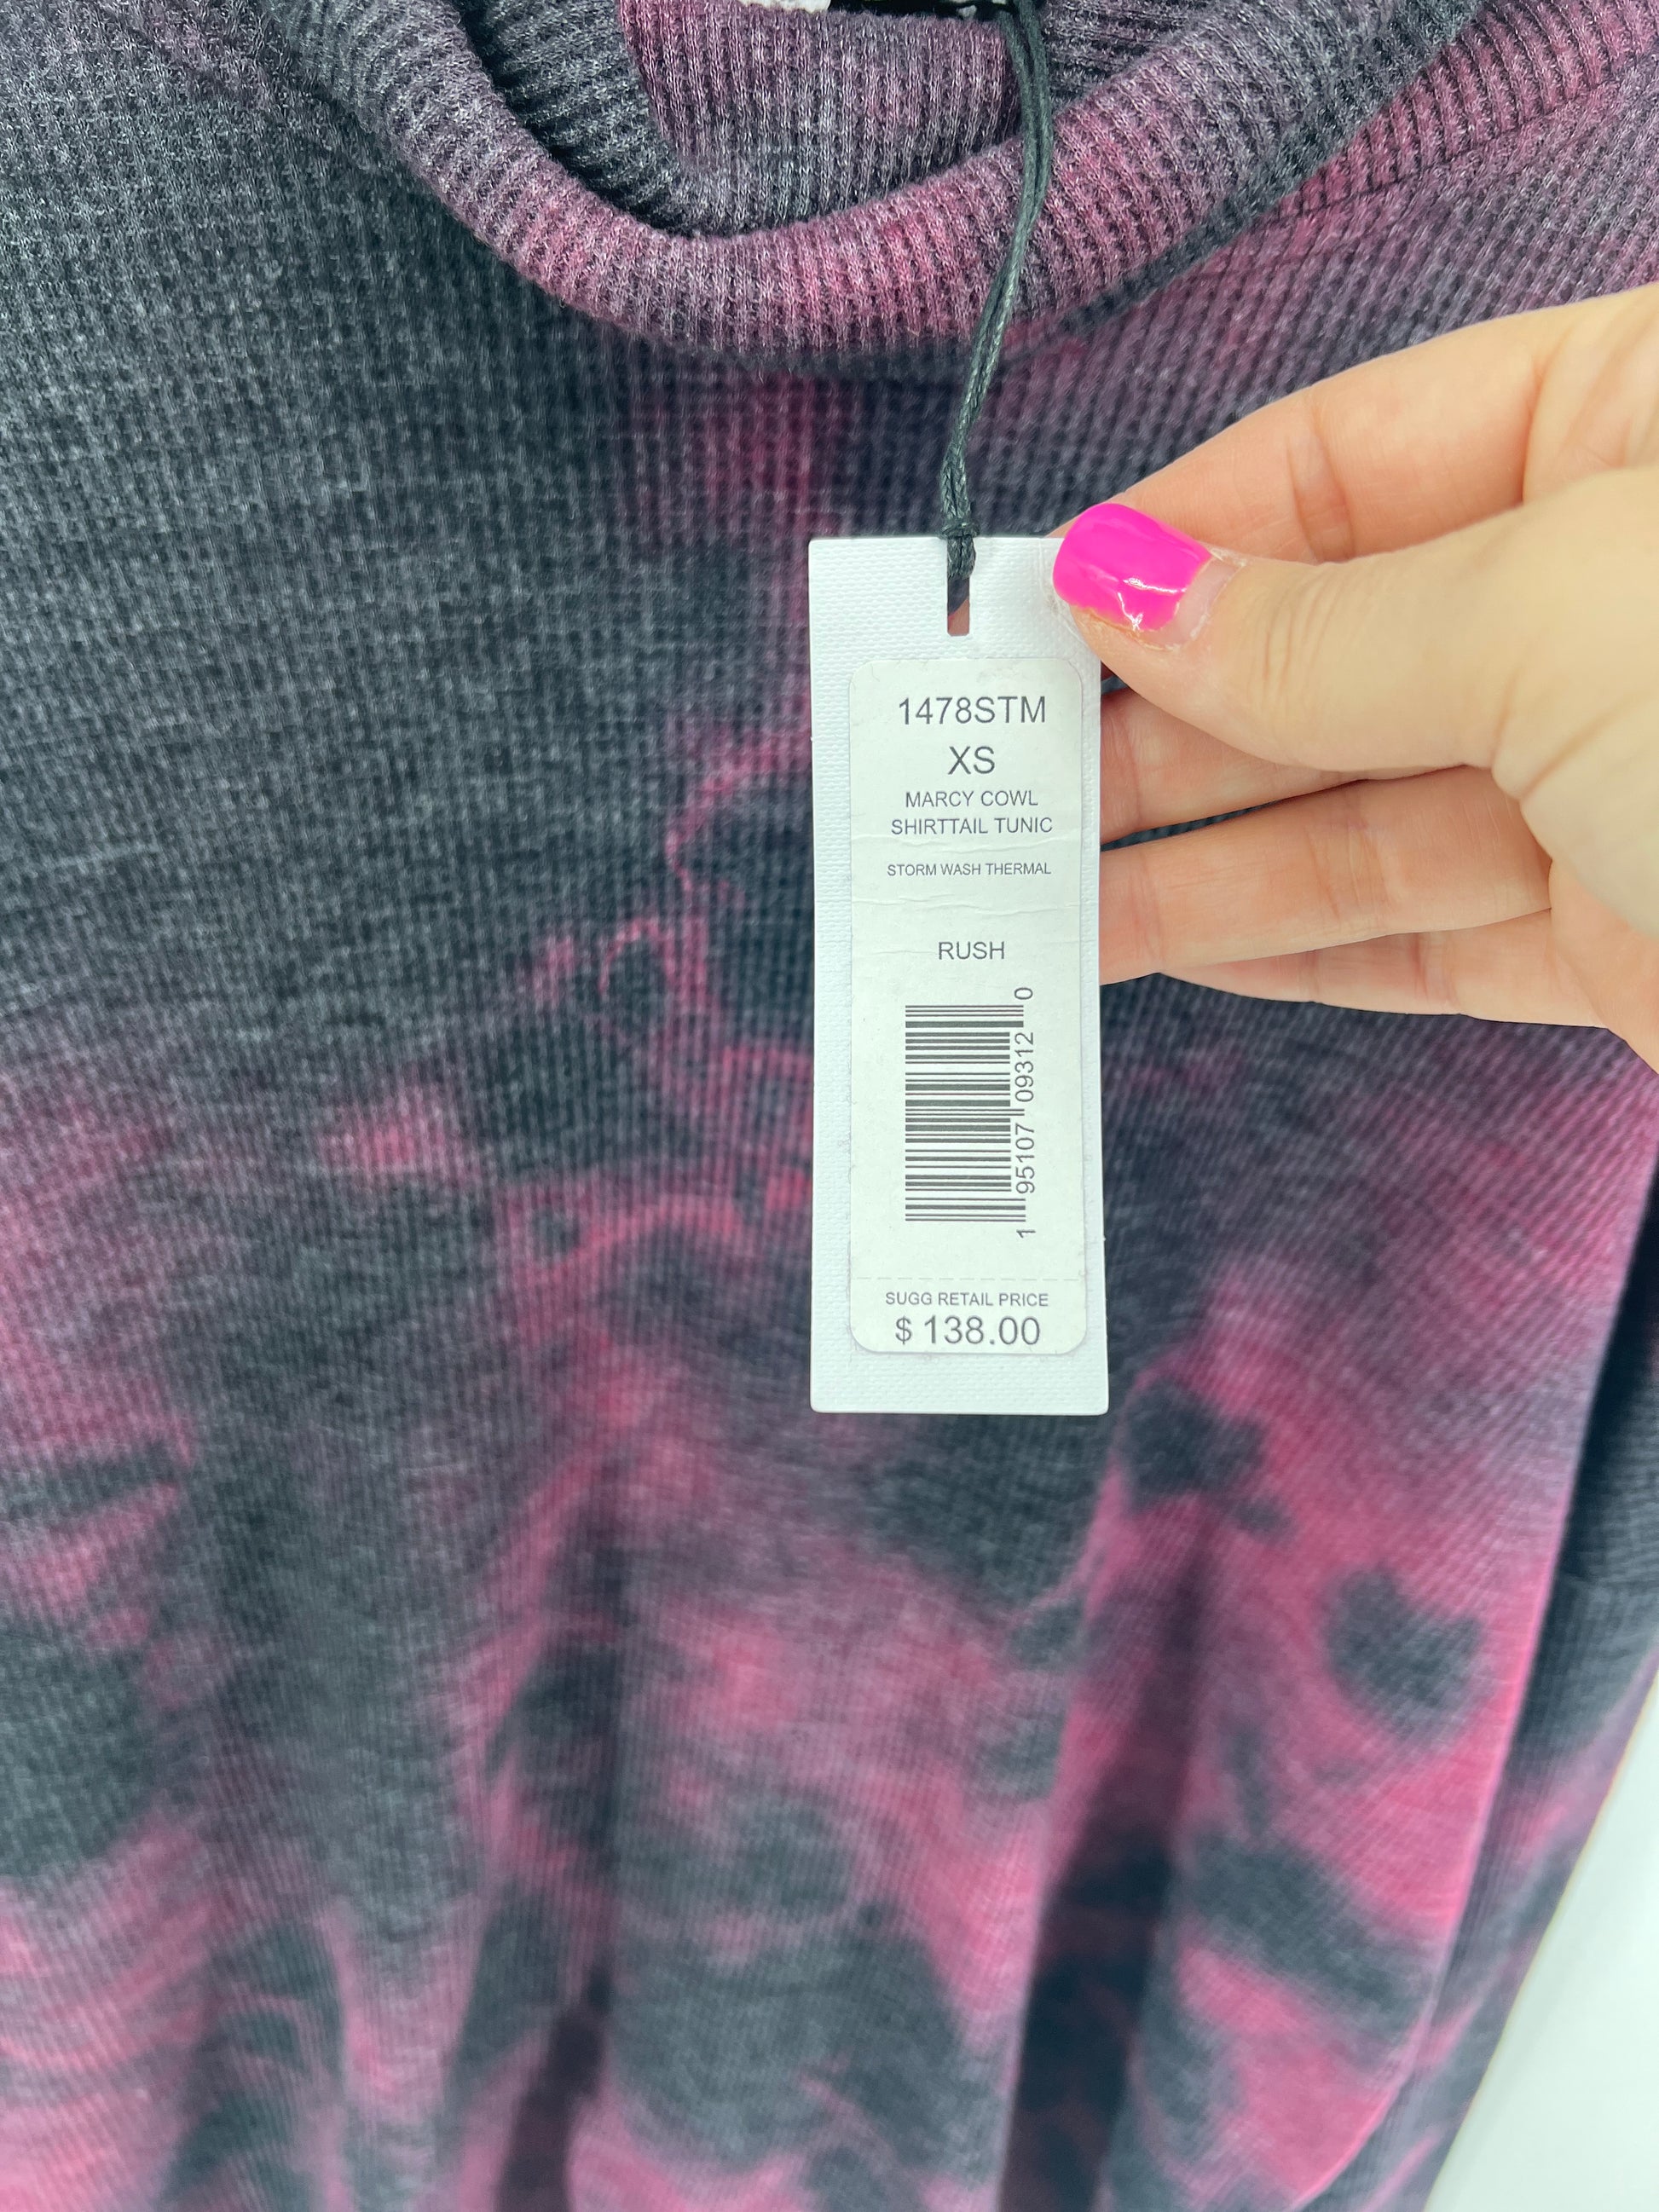 1478STM
XS
MARCY COWL
SHIRTTAIL TUNIC
STORM WASH THERMAL
RUSH
1 95107 09312 0
SUGG RETAIL PRICE
$ 138.00